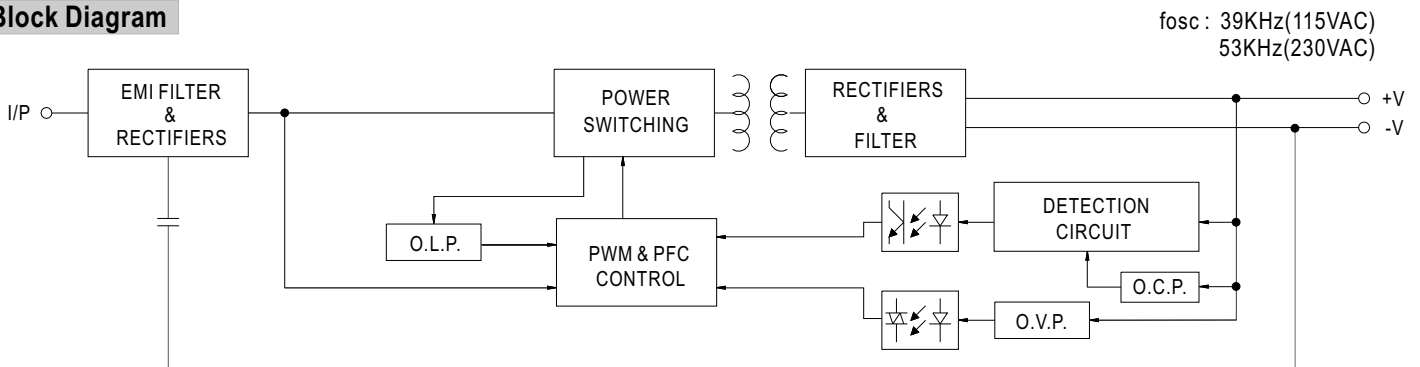 Block Diagram
fosc : 39KHz(115VAC)
53KHz(230VAC)
I/P
EMI FILTER
&
RECTIFIERS
POWER
SWITCHING
RECTIFIERS
&
FILTER
+V
-V
O.L.P.
PWM & PFC
CONTROL
DETECTION
CIRCUIT
O.C.P.
O.V.P.